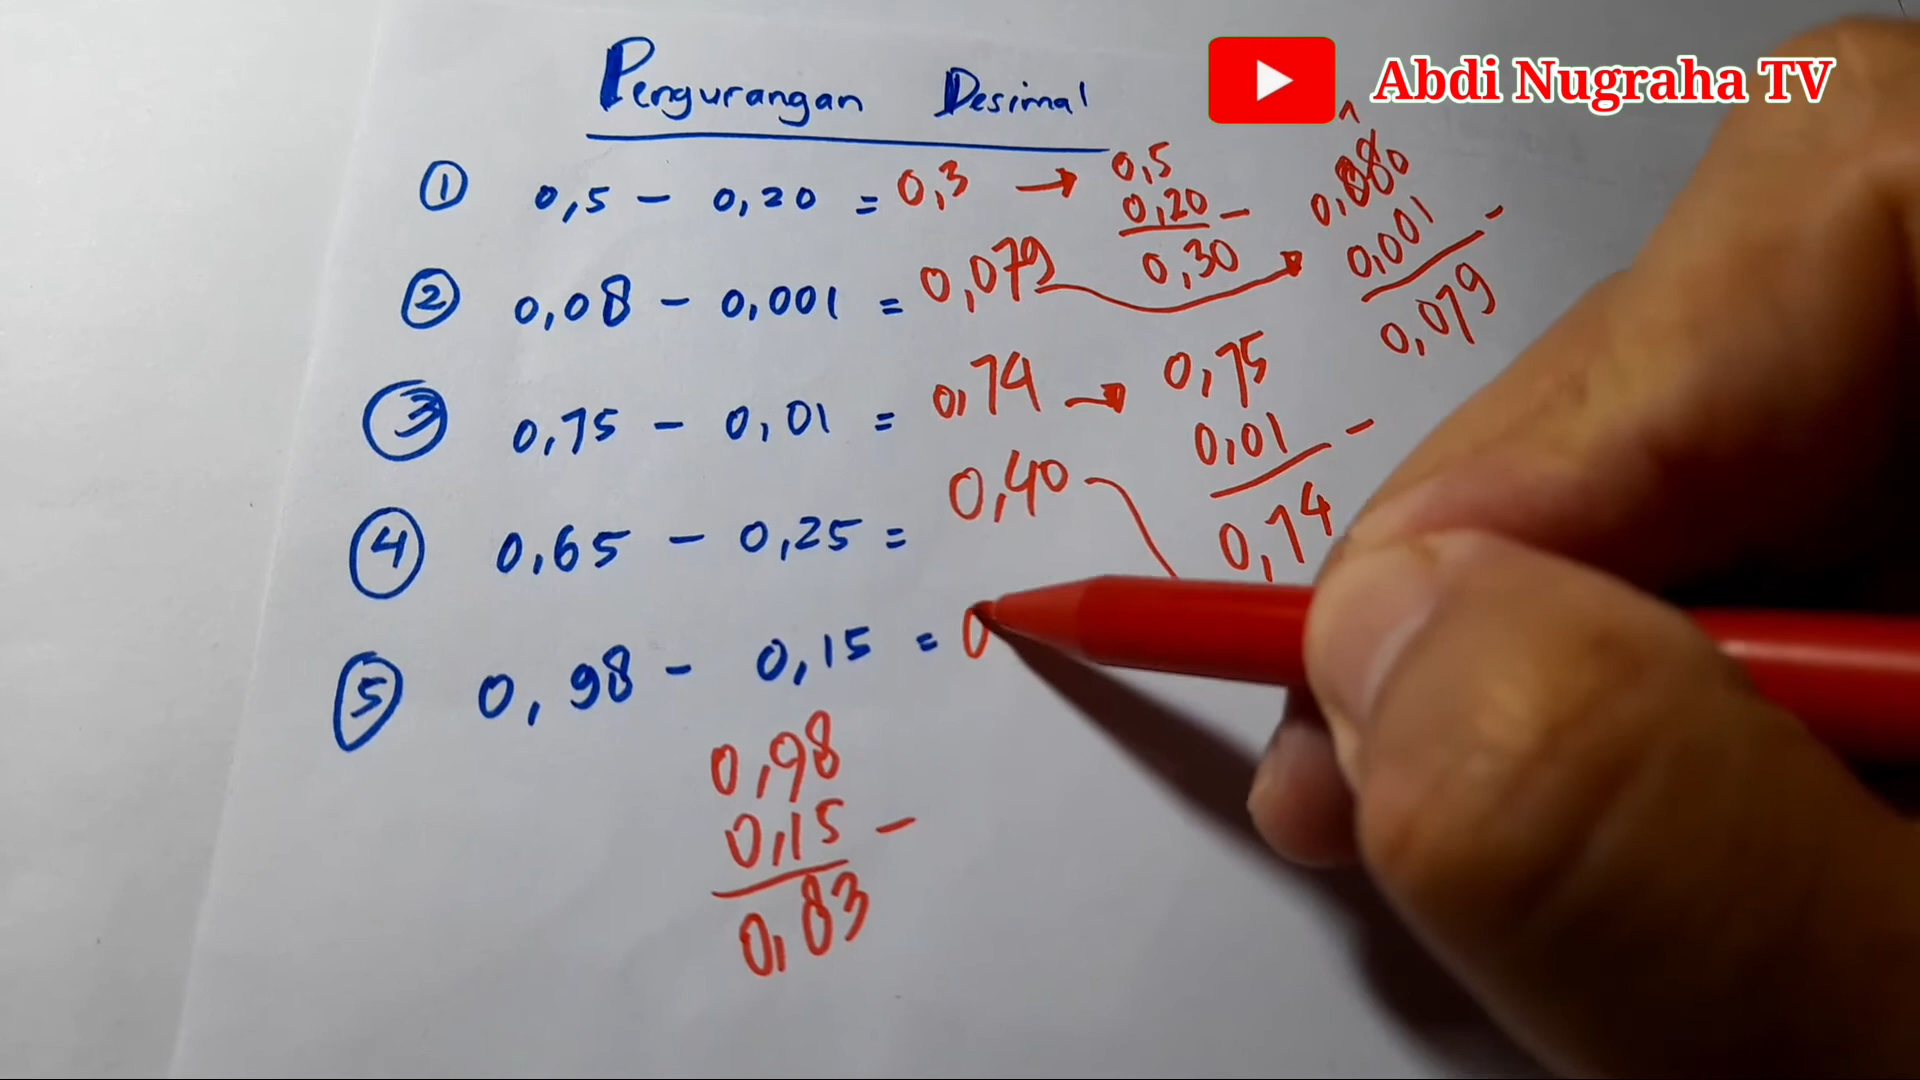 Abdi Nugraha TV
Pengurangan Desimal
① 0,5 - 0,20 = 0,3 → 0,5
0,20 -
0,30
② 0,08 - 0,001 = 0,079 → 0,080
0,001 -
0,079
③ 0,75 - 0,01 = 0,74 → 0,75
0,01 -
0,74
④ 0,65 - 0,25 = 0,40
⑤ 0,98 - 0,15 = 0
0,98
0,15 -
0,83